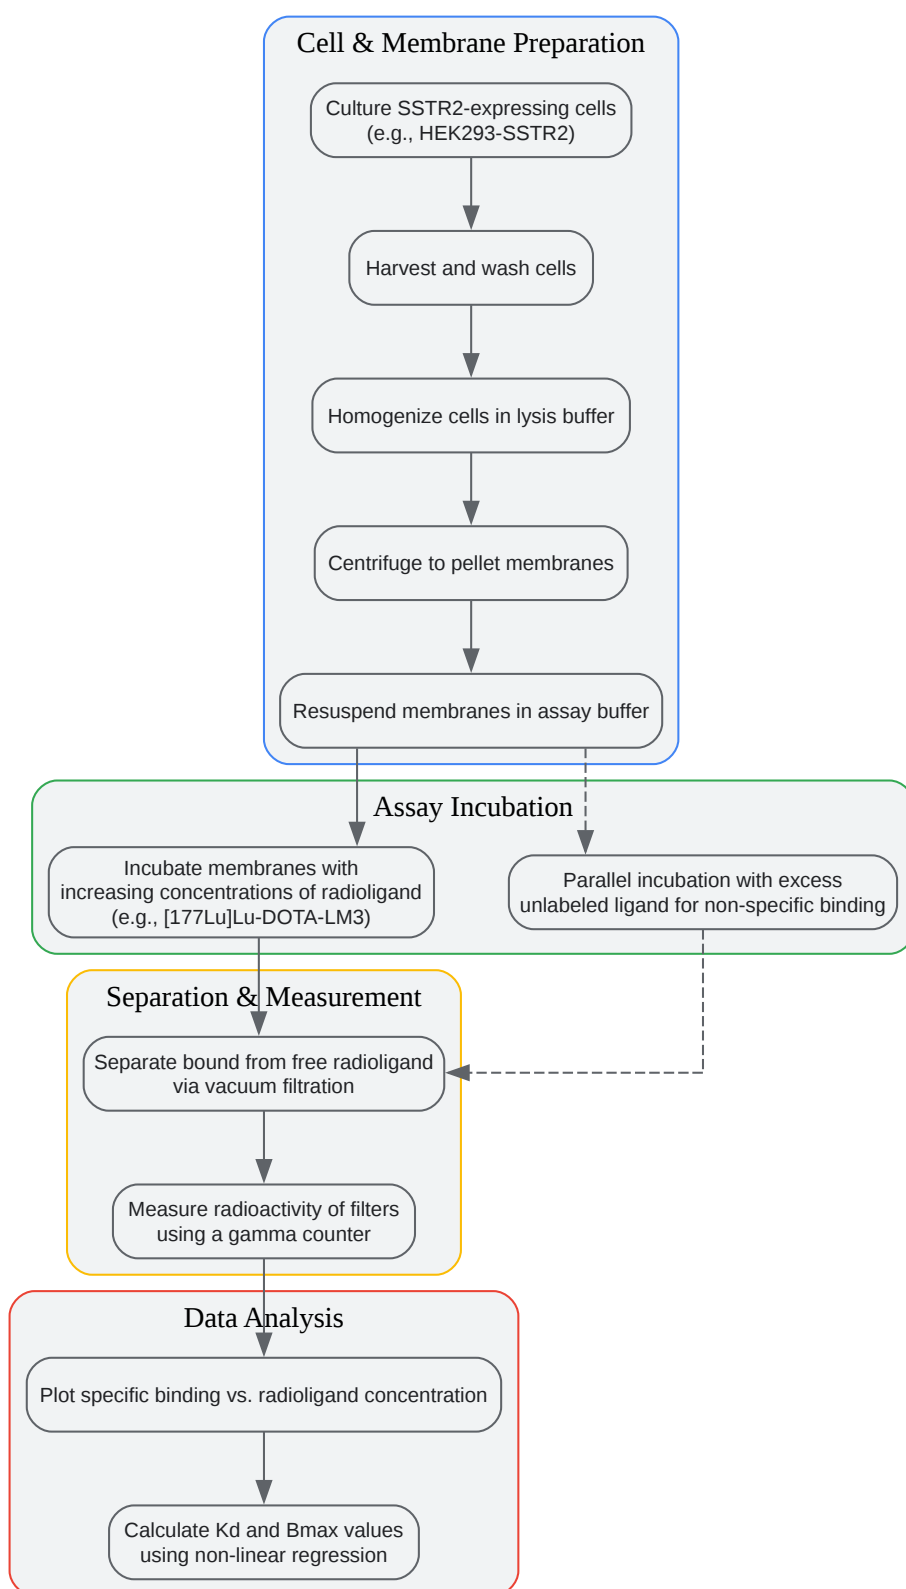 Cell & Membrane Preparation
Culture SSTR2-expressing cells
(e.g., HEK293-SSTR2)
Harvest and wash cells
Homogenize cells in lysis buffer
Centrifuge to pellet membranes
Resuspend membranes in assay buffer
Assay Incubation
Incubate membranes with
increasing concentrations of radioligand
(e.g., [177Lu]Lu-DOTA-LM3)
Parallel incubation with excess
unlabeled ligand for non-specific binding
Separation & Measurement
Separate bound from free radioligand
via vacuum filtration
Measure radioactivity of filters
using a gamma counter
Data Analysis
Plot specific binding vs. radioligand concentration
Calculate Kd and Bmax values
using non-linear regression